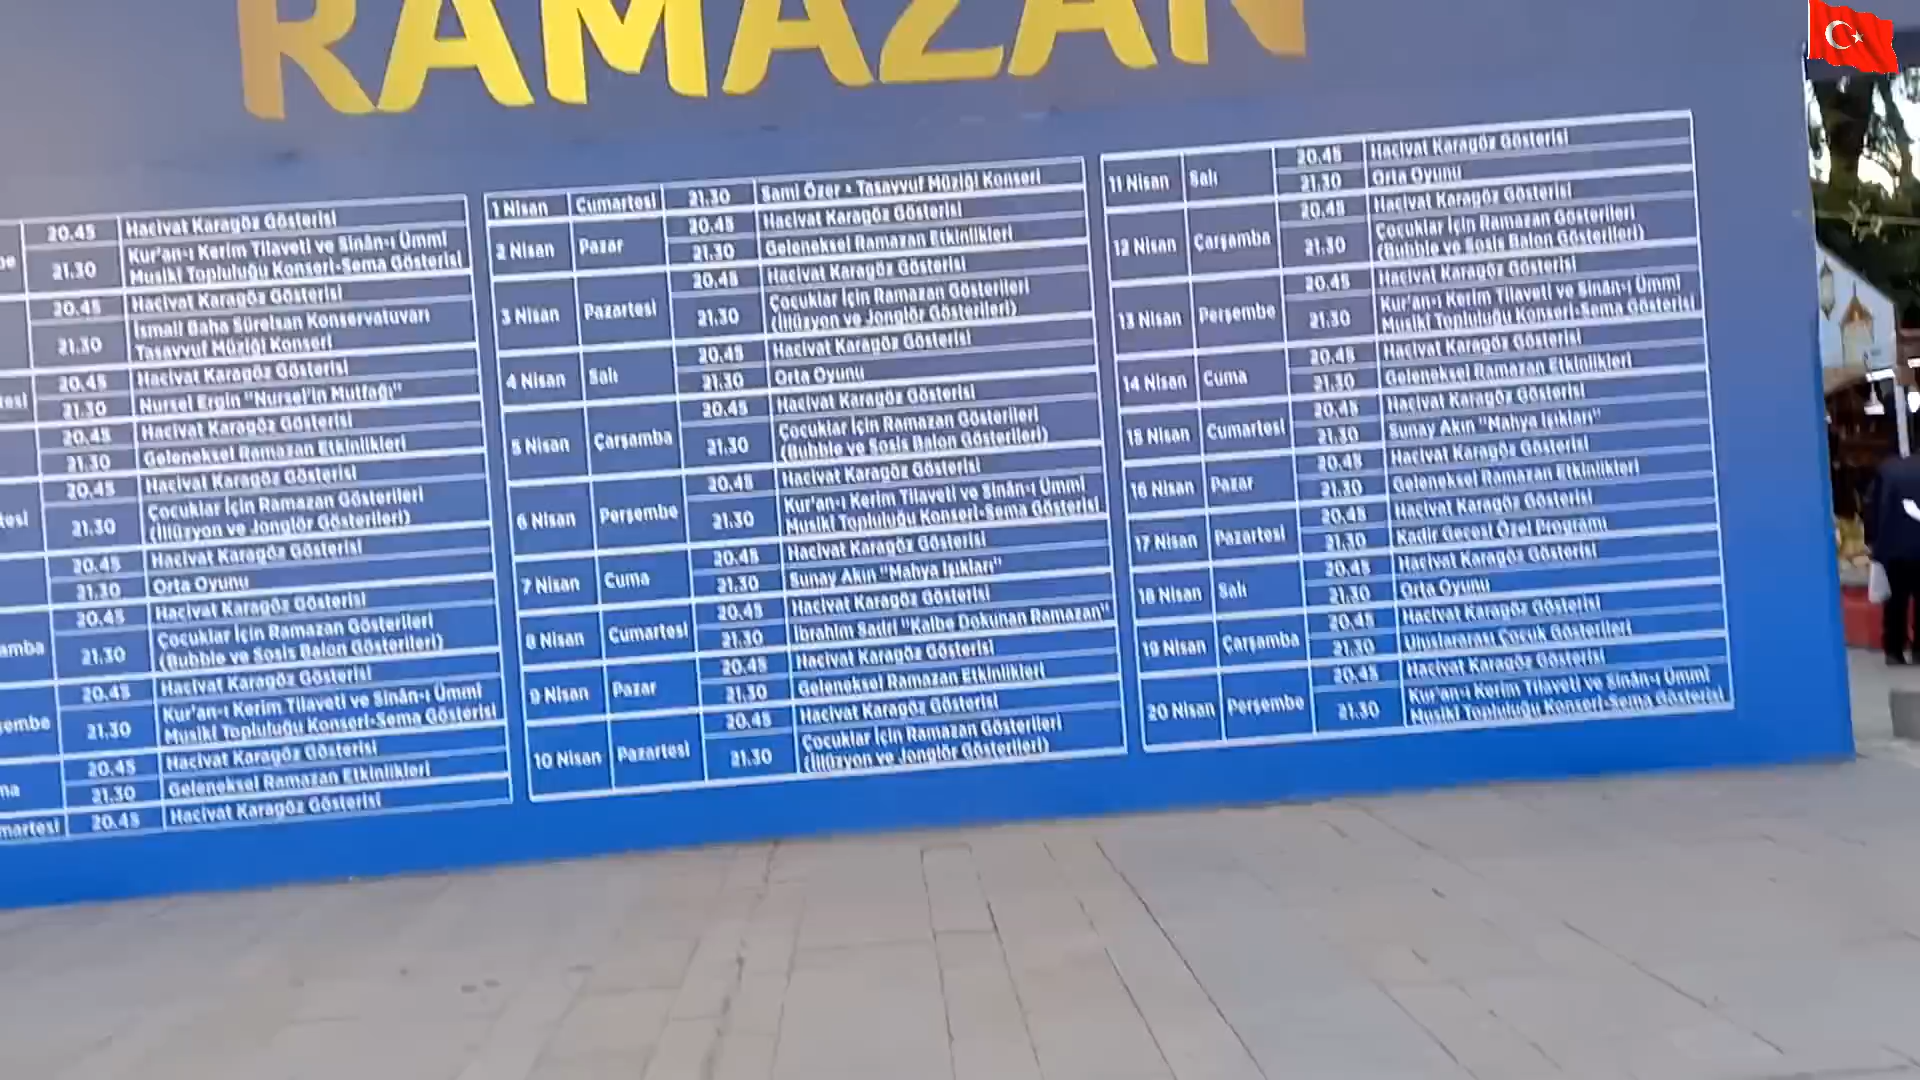 RAMAZAN
20.45 Hacivat Karagöz Gösterisi
21.30 Kur'an-ı Kerim Tilaveti ve Sinân-ı Ümmi
Musiki Topluluğu Konseri-Sema Gösterisi
20.45 Hacivat Karagöz Gösterisi
21.30 İsmail Baha Sürelsan Konservatuvarı
Tasavvuf Müziği Konseri
20.45 Hacivat Karagöz Gösterisi
21.30 Nursel Ergin "Nursel'in Mutfağı"
20.45 Hacivat Karagöz Gösterisi
21.30 Geleneksel Ramazan Etkinlikleri
20.45 Hacivat Karagöz Gösterisi
21.30 Çocuklar İçin Ramazan Gösterileri
(İllüzyon ve Jonglör Gösterileri)
20.45 Hacivat Karagöz Gösterisi
21.30 Orta Oyunu
20.45 Hacivat Karagöz Gösterisi
21.30 Çocuklar İçin Ramazan Gösterileri
(Bubble ve Sosis Balon Gösterileri)
20.45 Hacivat Karagöz Gösterisi
21.30 Kur'an-ı Kerim Tilaveti ve Sinân-ı Ümmi
Musiki Topluluğu Konseri-Sema Gösterisi
20.45 Hacivat Karagöz Gösterisi
21.30 Geleneksel Ramazan Etkinlikleri
20.45 Hacivat Karagöz Gösterisi
1 Nisan Cumartesi 21.30 Sami Özer - Tasavvuf Müziği Konseri
2 Nisan Pazar 20.45 Hacivat Karagöz Gösterisi
21.30 Geleneksel Ramazan Etkinlikleri
3 Nisan Pazartesi 20.45 Hacivat Karagöz Gösterisi
21.30 Çocuklar İçin Ramazan Gösterileri
(İllüzyon ve Jonglör Gösterileri)
4 Nisan Salı 20.45 Hacivat Karagöz Gösterisi
21.30 Orta Oyunu
5 Nisan Çarşamba 20.45 Hacivat Karagöz Gösterisi
21.30 Çocuklar İçin Ramazan Gösterileri
(Bubble ve Sosis Balon Gösterileri)
6 Nisan Perşembe 20.45 Hacivat Karagöz Gösterisi
21.30 Kur'an-ı Kerim Tilaveti ve Sinân-ı Ümmi
Musiki Topluluğu Konseri-Sema Gösterisi
7 Nisan Cuma 20.45 Hacivat Karagöz Gösterisi
21.30 Sunay Akın "Mahya Işıkları"
8 Nisan Cumartesi 20.45 Hacivat Karagöz Gösterisi
21.30 İbrahim Sadri "Kalbe Dokunan Ramazan"
9 Nisan Pazar 20.45 Hacivat Karagöz Gösterisi
21.30 Geleneksel Ramazan Etkinlikleri
10 Nisan Pazartesi 20.45 Hacivat Karagöz Gösterisi
21.30 Çocuklar İçin Ramazan Gösterileri
(İllüzyon ve Jonglör Gösterileri)
11 Nisan Salı 20.45 Hacivat Karagöz Gösterisi
21.30 Orta Oyunu
12 Nisan Çarşamba 20.45 Hacivat Karagöz Gösterisi
21.30 Çocuklar İçin Ramazan Gösterileri
(Bubble ve Sosis Balon Gösterileri)
13 Nisan Perşembe 20.45 Hacivat Karagöz Gösterisi
21.30 Kur'an-ı Kerim Tilaveti ve Sinân-ı Ümmi
Musiki Topluluğu Konseri-Sema Gösterisi
14 Nisan Cuma 20.45 Hacivat Karagöz Gösterisi
21.30 Geleneksel Ramazan Etkinlikleri
15 Nisan Cumartesi 20.45 Hacivat Karagöz Gösterisi
21.30 Sunay Akın "Mahya Işıkları"
16 Nisan Pazar 20.45 Hacivat Karagöz Gösterisi
21.30 Geleneksel Ramazan Etkinlikleri
17 Nisan Pazartesi 20.45 Hacivat Karagöz Gösterisi
21.30 Kadir Gecesi Özel Programı
18 Nisan Salı 20.45 Hacivat Karagöz Gösterisi
21.30 Orta Oyunu
19 Nisan Çarşamba 20.45 Hacivat Karagöz Gösterisi
21.30 Uluslararası Çocuk Gösterileri
20 Nisan Perşembe 20.45 Hacivat Karagöz Gösterisi
21.30 Kur'an-ı Kerim Tilaveti ve Sinân-ı Ümmi
Musiki Topluluğu Konseri-Sema Gösterisi